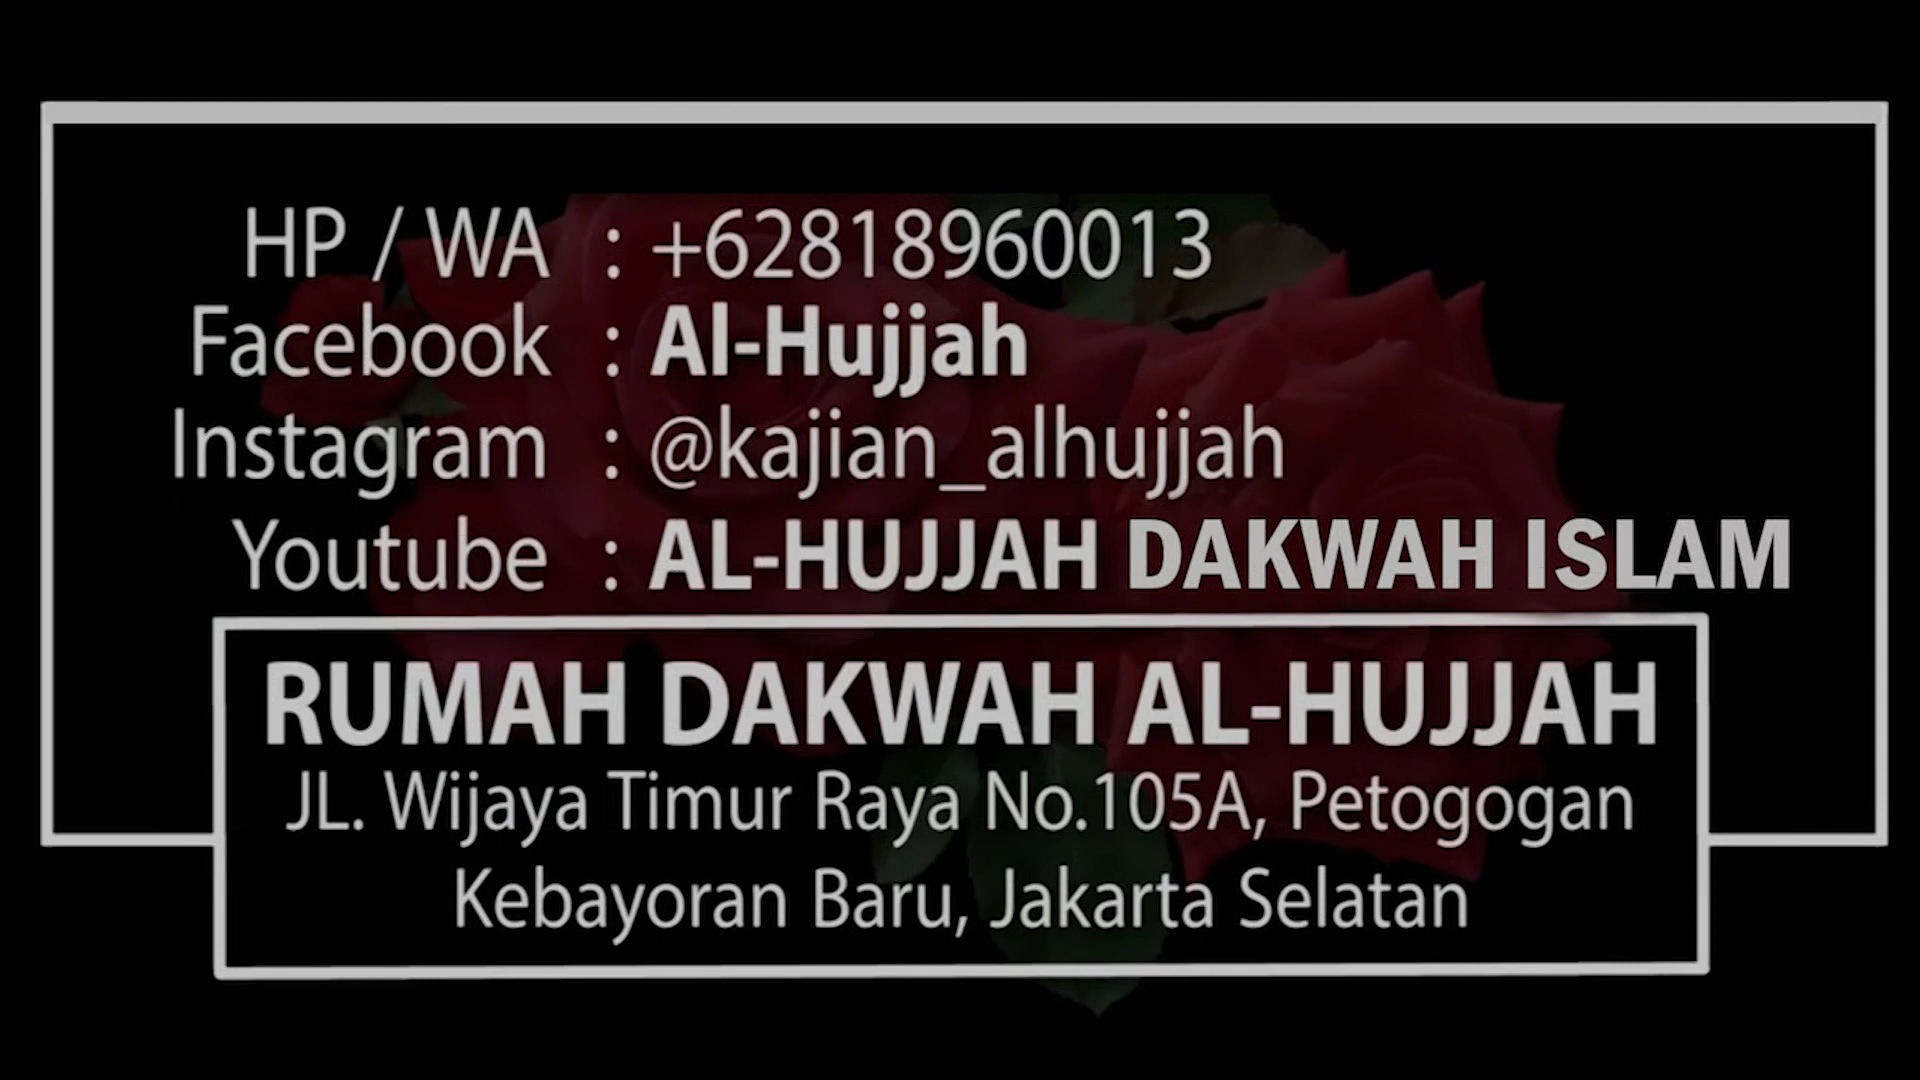 HP / WA : +62818960013
Facebook : Al-Hujjah
Instagram : @kajian_alhujjah
Youtube : AL-HUJJAH DAKWAH ISLAM
RUMAH DAKWAH AL-HUJJAH
JL. Wijaya Timur Raya No.105A, Petogogan
Kebayoran Baru, Jakarta Selatan